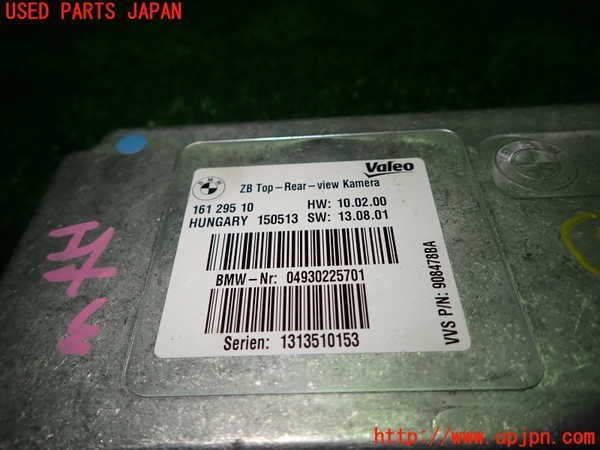 USED PARTS JAPAN
BMW
Valeo
ZB Top-Rear-view Kamera
161 295 10 HW: 10.02.00
HUNGARY 150513 SW: 13.08.01
BMW-Nr: 04930225701
Serien: 1313510153
VVS P/N: 908478BA
http://www.upjpn.com/